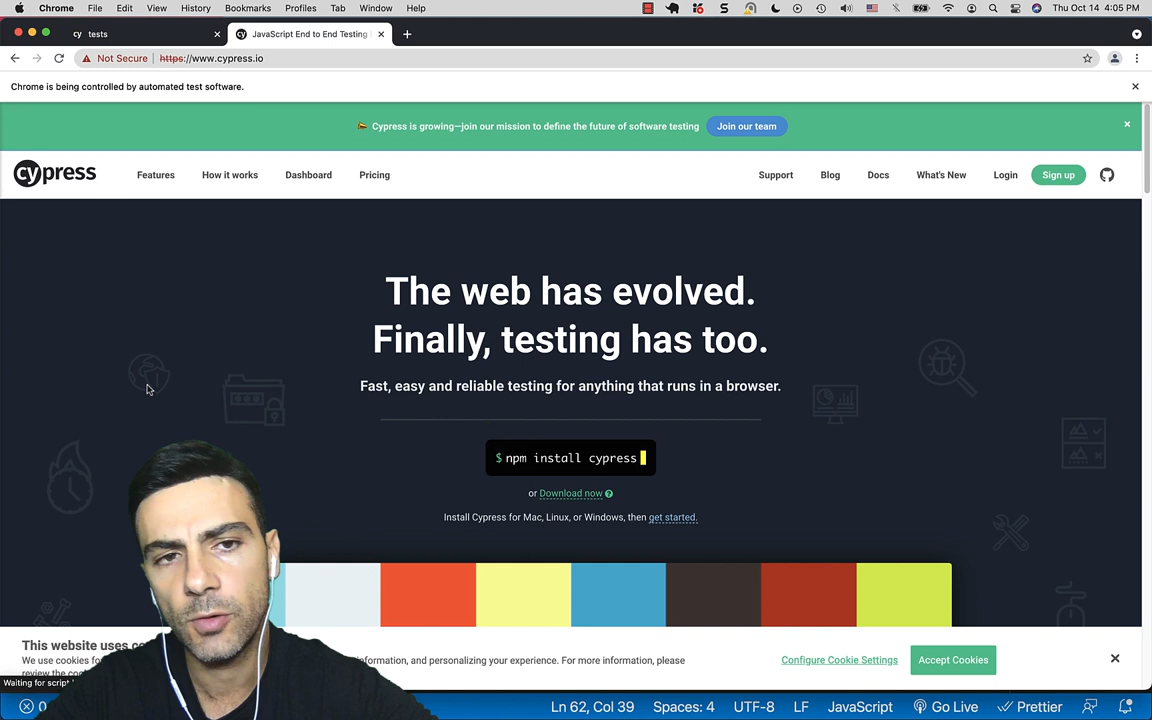 Chrome File Edit View History Bookmarks Profiles Tab Window Help Thu Oct 14 4:05 PM
cy tests JavaScript End to End Testing
Not Secure https://www.cypress.io
Chrome is being controlled by automated test software.
Cypress is growing—join our mission to define the future of software testing Join our team
cypress Features How it works Dashboard Pricing Support Blog Docs What's New Login Sign up
The web has evolved.
Finally, testing has too.
Fast, easy and reliable testing for anything that runs in a browser.
$ npm install cypress
or Download now
Install Cypress for Mac, Linux, or Windows, then get started.
This website uses
We use cookies information, and personalizing your experience. For more information, please
review the
Configure Cookie Settings Accept Cookies
Waiting for script
0 Ln 62, Col 39 Spaces: 4 UTF-8 LF JavaScript Go Live Prettier